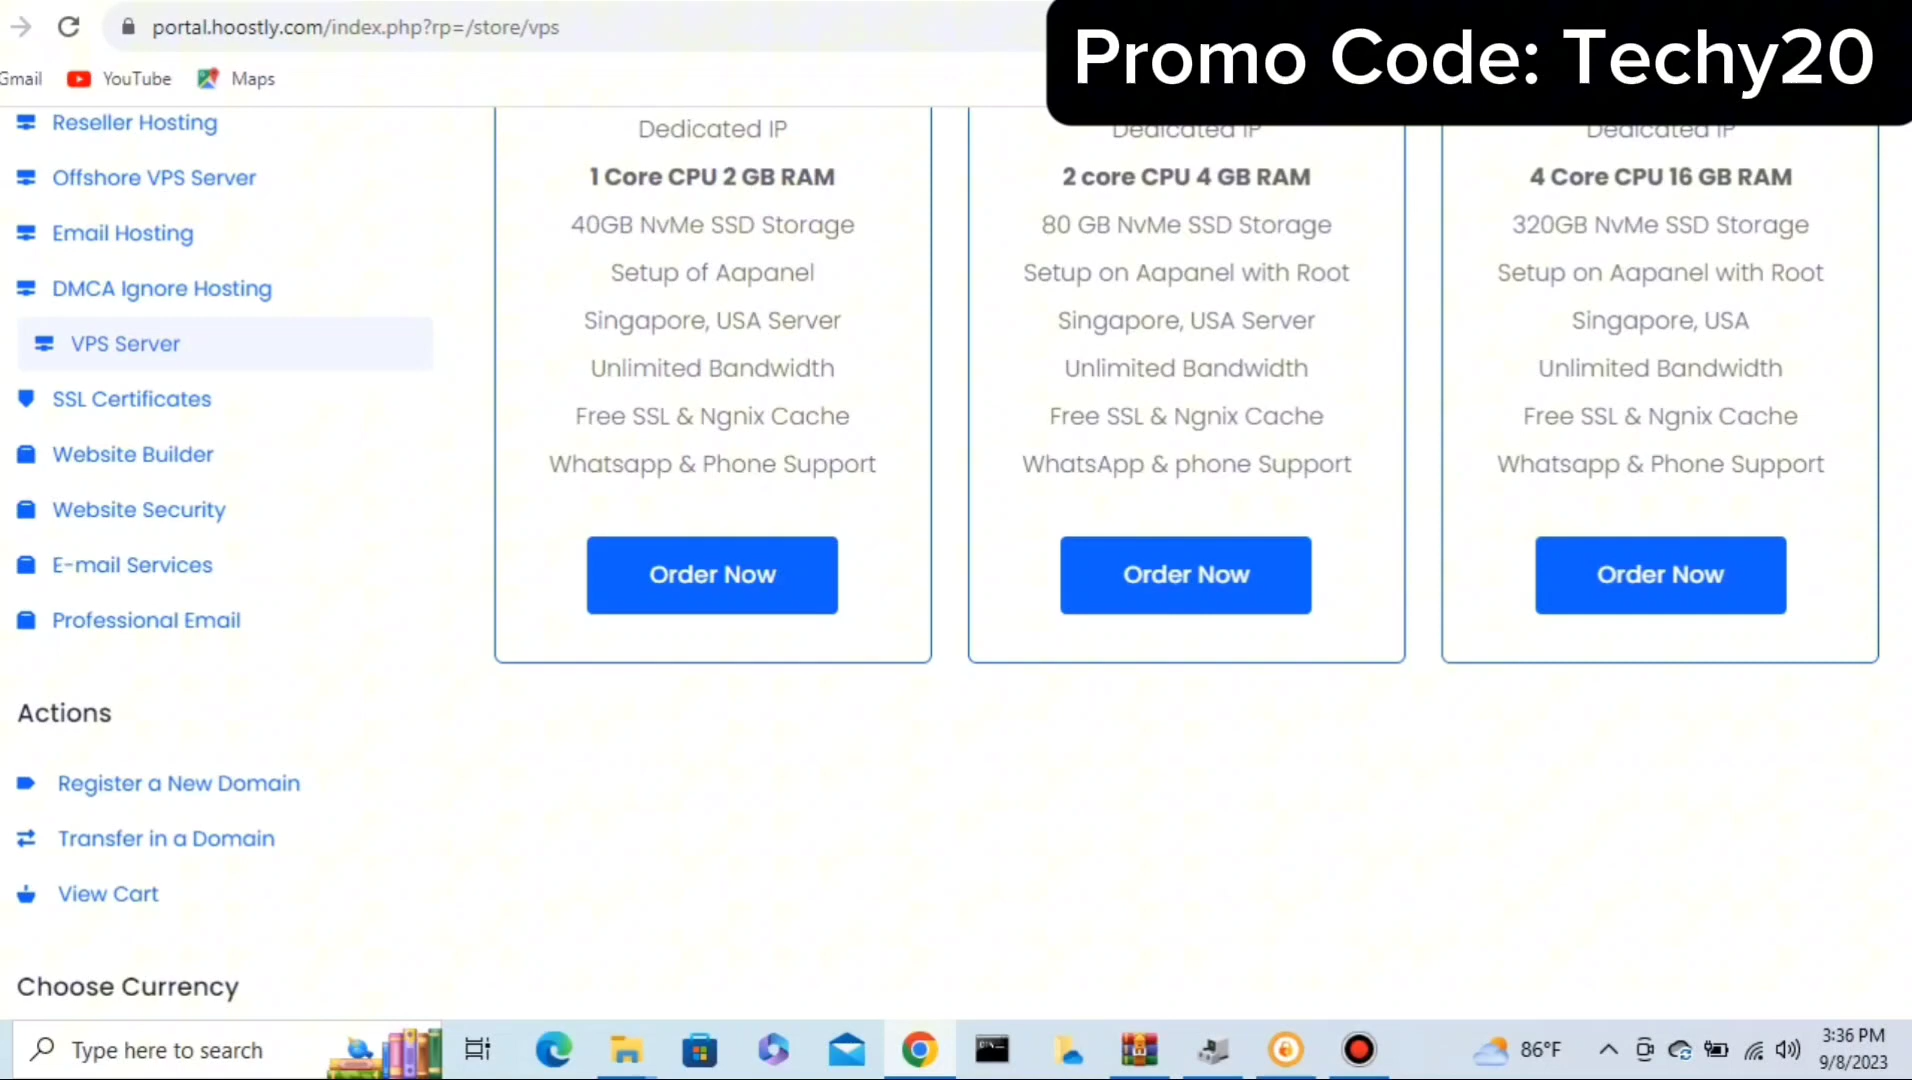 portal.hoostly.com/index.php?rp=/store/vps
Promo Code: Techy20
Gmail
YouTube
Maps
Reseller Hosting
Offshore VPS Server
Email Hosting
DMCA Ignore Hosting
VPS Server
SSL Certificates
Website Builder
Website Security
E-mail Services
Professional Email
Actions
Register a New Domain
Transfer in a Domain
View Cart
Choose Currency
Dedicated IP
1 Core CPU 2 GB RAM
40GB NvMe SSD Storage
Setup of Aapanel
Singapore, USA Server
Unlimited Bandwidth
Free SSL & Ngnix Cache
Whatsapp & Phone Support
Order Now
Dedicated IP
2 core CPU 4 GB RAM
80 GB NvMe SSD Storage
Setup on Aapanel with Root
Singapore, USA Server
Unlimited Bandwidth
Free SSL & Ngnix Cache
WhatsApp & phone Support
Order Now
Dedicated IP
4 Core CPU 16 GB RAM
320GB NvMe SSD Storage
Setup on Aapanel with Root
Singapore, USA
Unlimited Bandwidth
Free SSL & Ngnix Cache
Whatsapp & Phone Support
Order Now
Type here to search
86°F
3:36 PM
9/8/2023